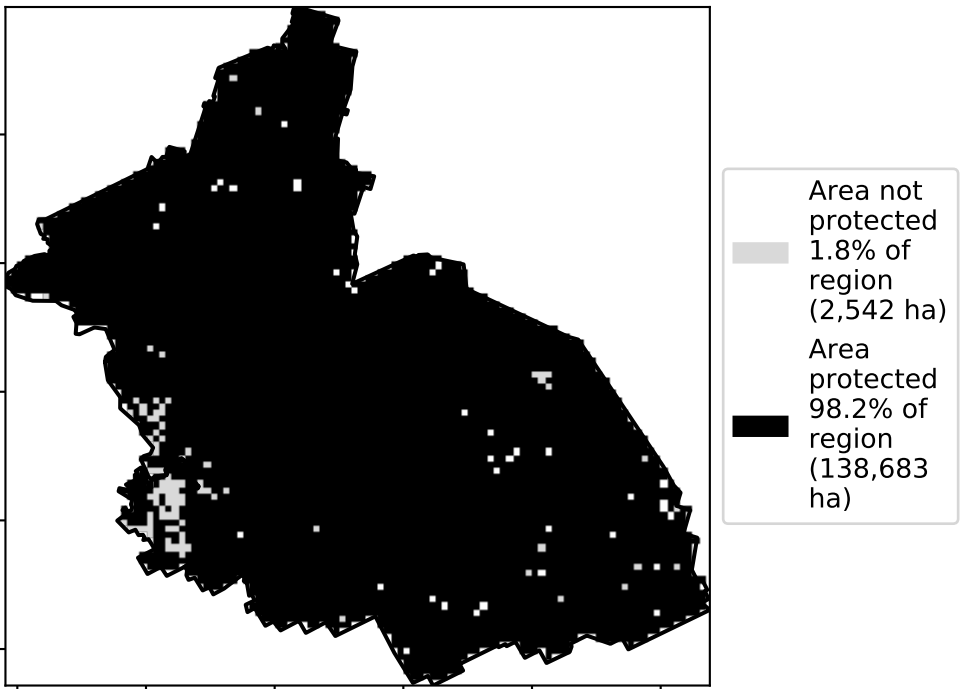 Area not
protected
1.8% of
region
(2,542 ha)
Area
protected
98.2% of
region
(138,683
ha)